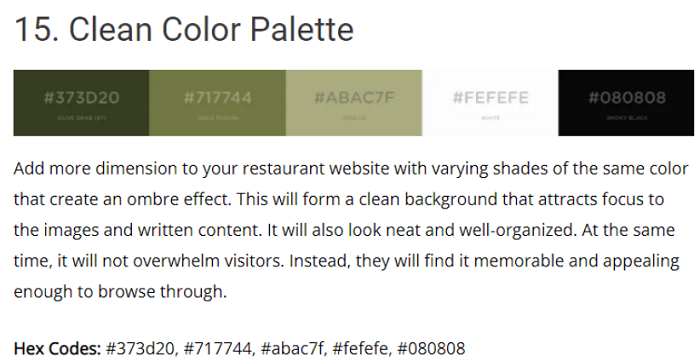 15. Clean Color Palette
#373D20 #717744 #ABAC7F #FEFEFE #080808
OLIVE DRAB (#7) GOLD FUSION SMOKY BLACK
WHITE
Add more dimension to your restaurant website with varying shades of the same color
that create an ombre effect. This will form a clean background that attracts focus to
the images and written content. It will also look neat and well-organized. At the same
time, it will not overwhelm visitors. Instead, they will find it memorable and appealing
enough to browse through.
Hex Codes: #373d20, #717744, #abac7f, #fefefe, #080808